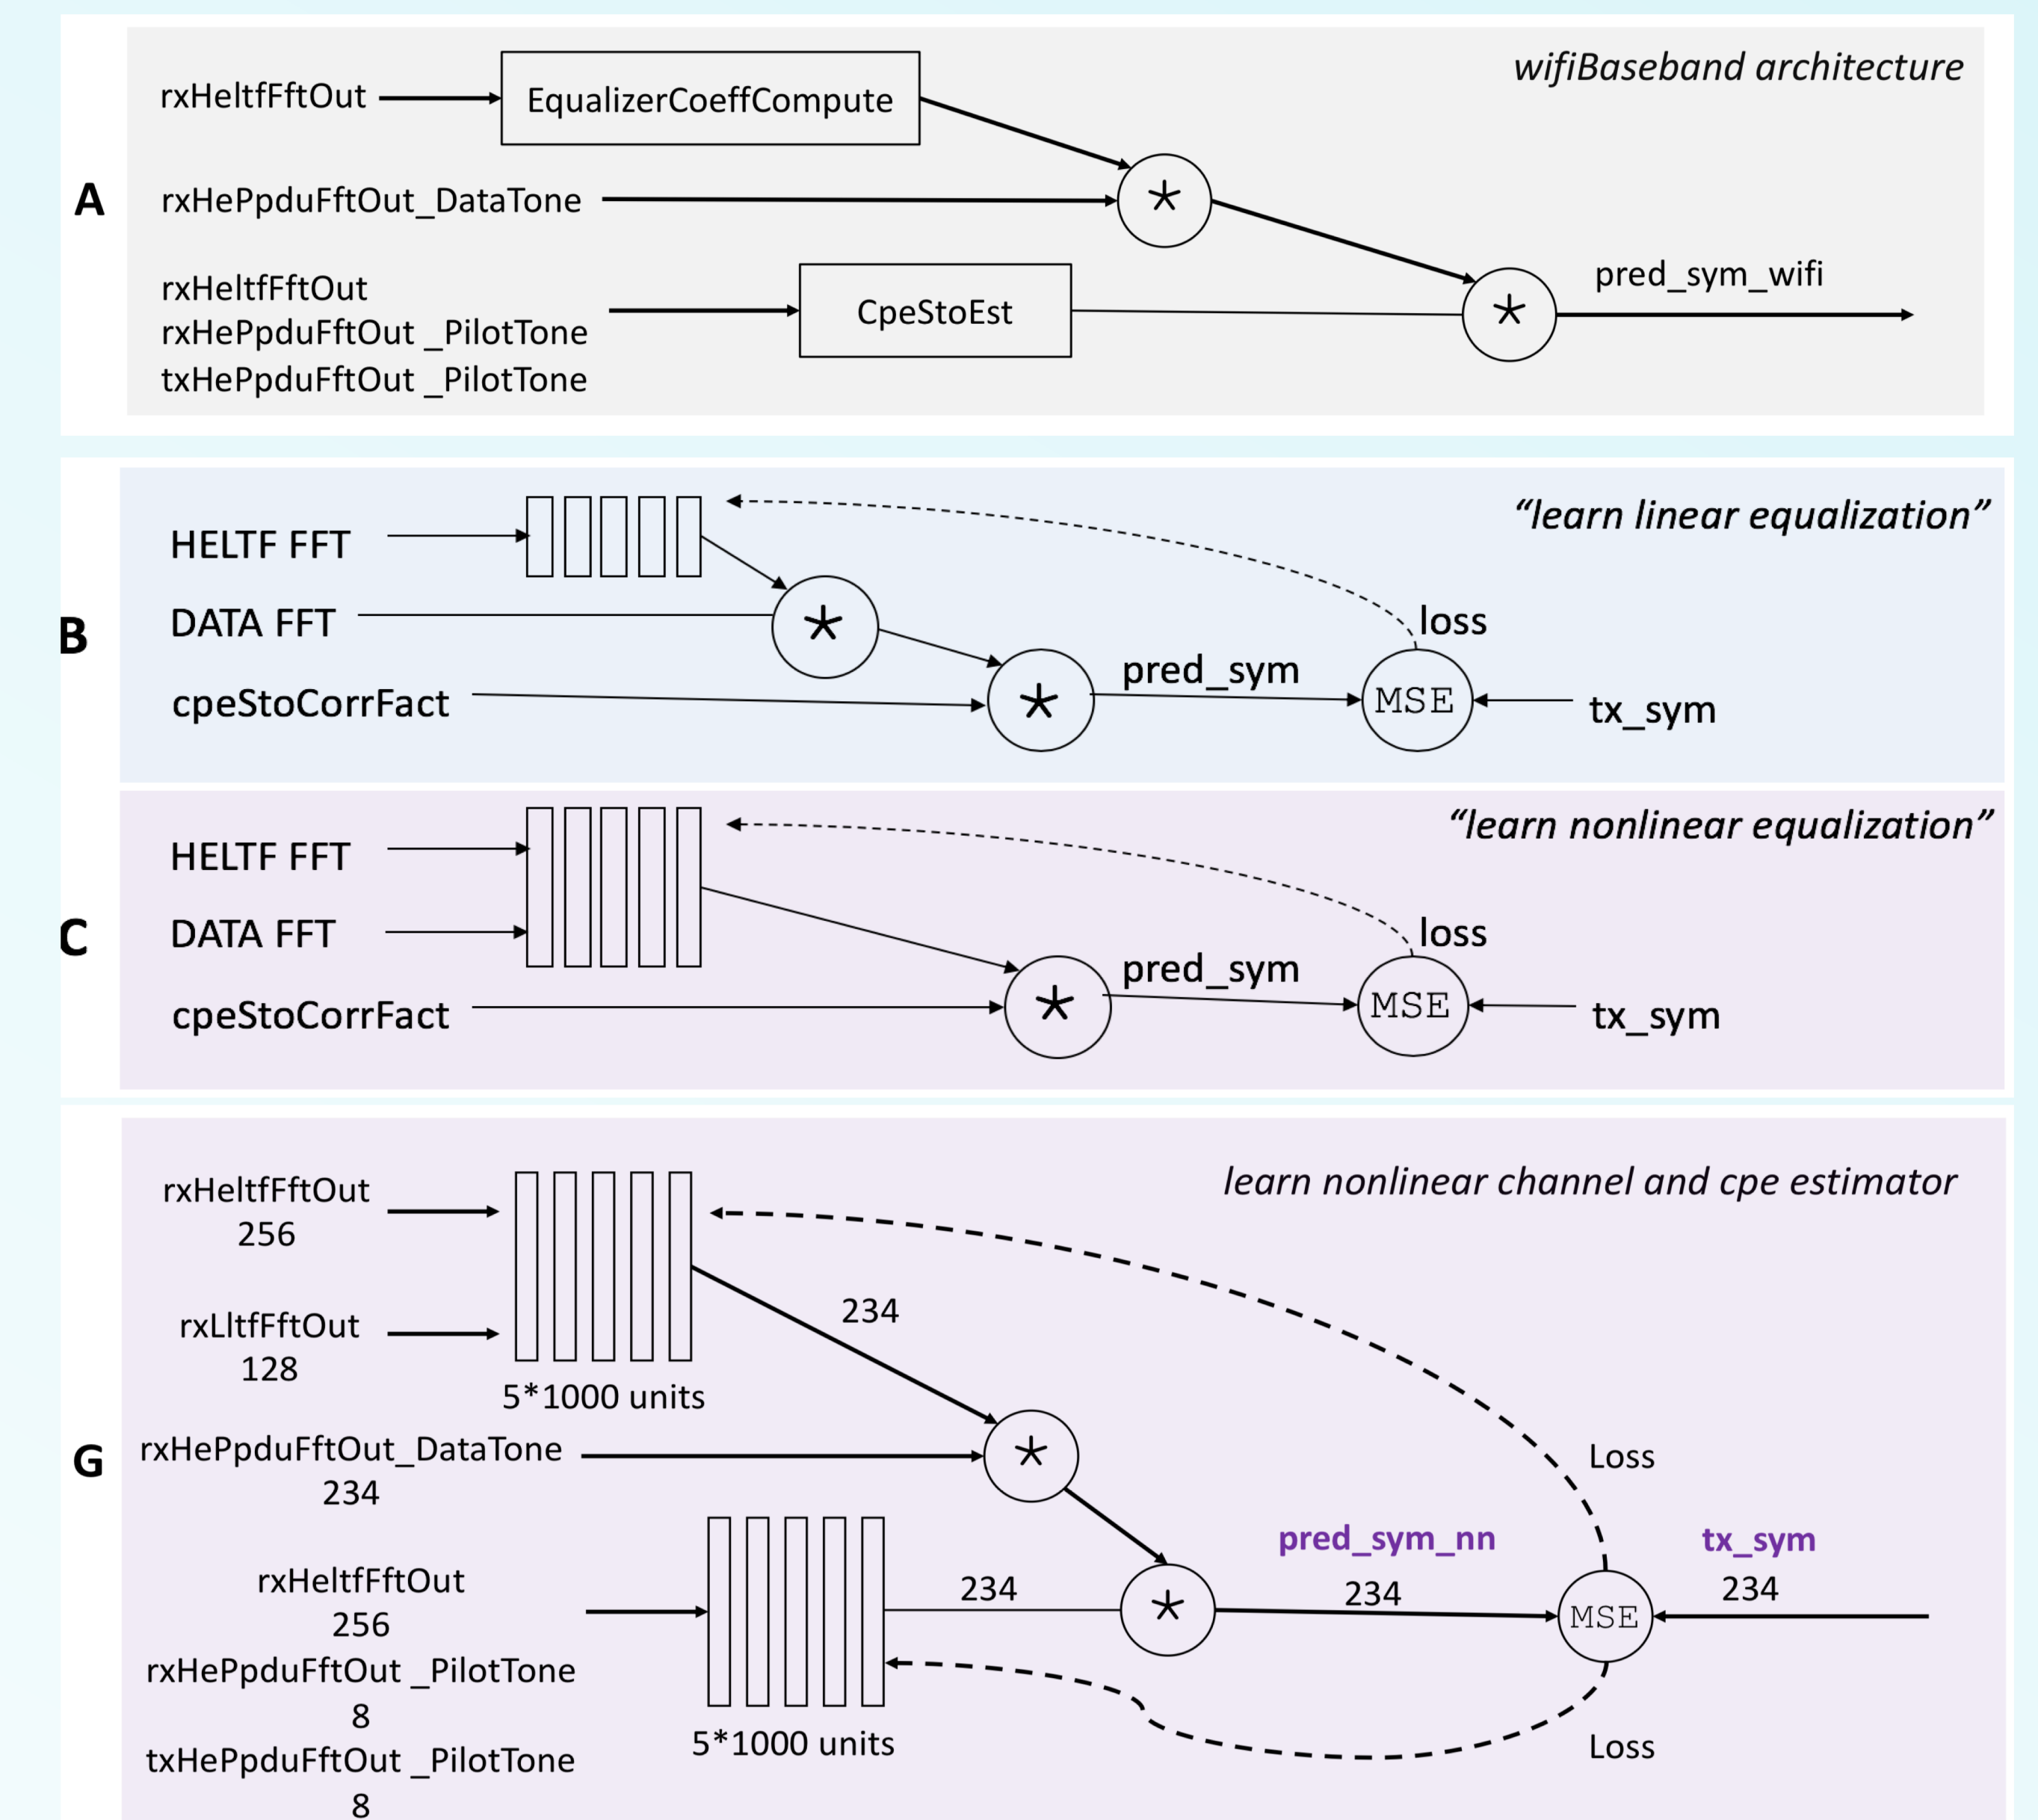 wifiBaseband architecture
A
rxHeltfFftOut
EqualizerCoeffCompute
rxHePpduFftOut_DataTone
*
rxHeltfFftOut
rxHePpduFftOut _PilotTone
txHePpduFftOut _PilotTone
CpeStoEst
*
pred_sym_wifi
“learn linear equalization”
B
HELTF FFT
DATA FFT
*
cpeStoCorrFact
*
pred_sym
loss
MSE
tx_sym
“learn nonlinear equalization”
C
HELTF FFT
DATA FFT
cpeStoCorrFact
*
pred_sym
loss
MSE
tx_sym
learn nonlinear channel and cpe estimator
G
rxHeltfFftOut
256
rxLltfFftOut
128
5*1000 units
234
rxHePpduFftOut_DataTone
234
*
Loss
rxHeltfFftOut
256
rxHePpduFftOut _PilotTone
8
txHePpduFftOut _PilotTone
8
5*1000 units
234
*
pred_sym_nn
234
MSE
tx_sym
234
Loss